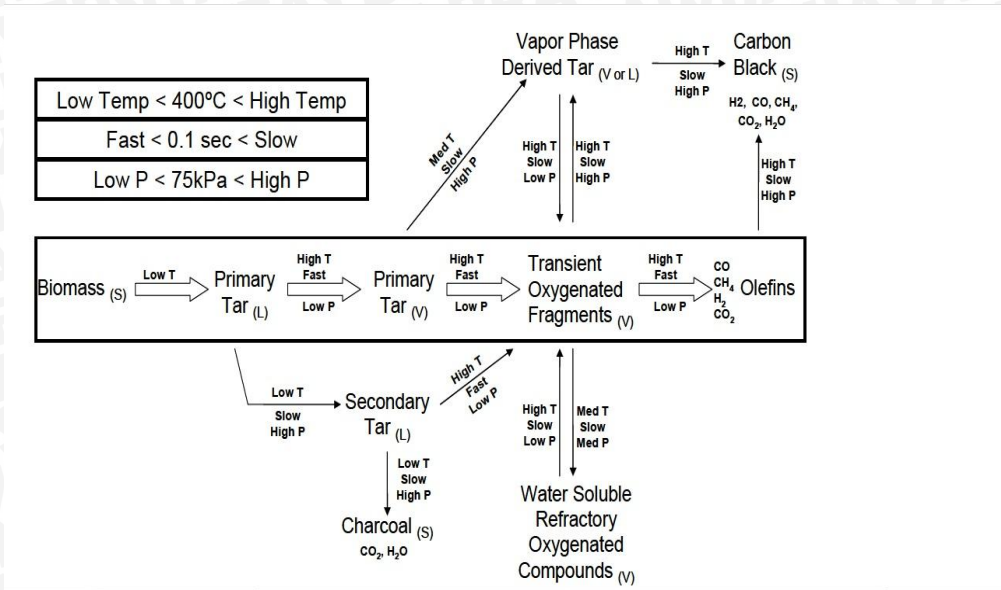 Vapor Phase
Derived Tar (V or L)
High T
Slow
High P
Carbon
Black (S)
H2, CO, CH₄,
CO₂, H₂O
Low Temp < 400ºC < High Temp
Fast < 0.1 sec < Slow
Low P < 75kPa < High P
Med T
Slow
High P
High T
Slow
Low P
High T
Slow
High P
High T
Slow
High P
Biomass (S)
Low T
Primary
Tar (L)
High T
Fast
Low P
Primary
Tar (V)
High T
Fast
Low P
Transient
Oxygenated
Fragments (V)
High T
Fast
Low P
CO
CH₄
H₂
CO₂
Olefins
Low T
Slow
High P
Secondary
Tar (L)
High T
Fast
Low P
High T
Slow
Low P
Med T
Slow
Med P
Low T
Slow
High P
Charcoal (S)
CO₂, H₂O
Water Soluble
Refractory
Oxygenated
Compounds (V)